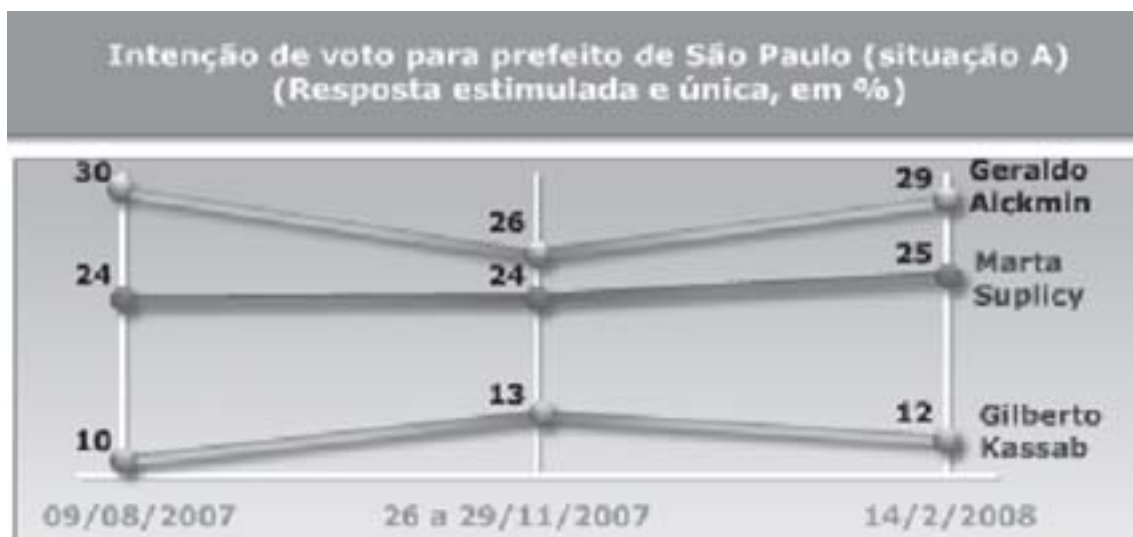 Intenção de voto para prefeito de São Paulo (situação A)
(Resposta estimulada e única, em %)
30
26
29
Geraldo
Alckmin
24
24
25
Marta
Suplicy
10
13
12
Gilberto
Kassab
09/08/2007
26 a 29/11/2007
14/2/2008